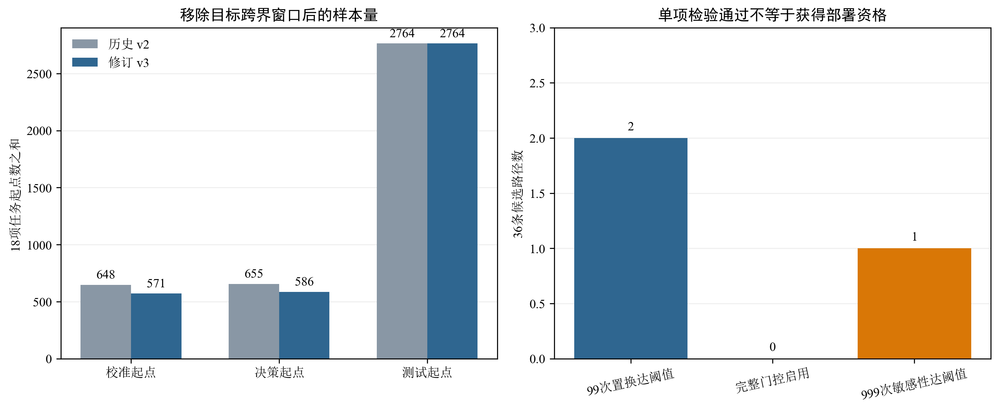 移除目标跨界窗口后的样本量
18项任务起点数之和
2500
2000
1500
1000
500
0
历史 v2
修订 v3
648
571
655
586
2764
2764
校准起点
决策起点
测试起点
单项检验通过不等于获得部署资格
36条候选路径数
3.0
2.5
2.0
1.5
1.0
0.5
0.0
2
0
1
99次置换达阈值
完整门控启用
999次敏感性达阈值